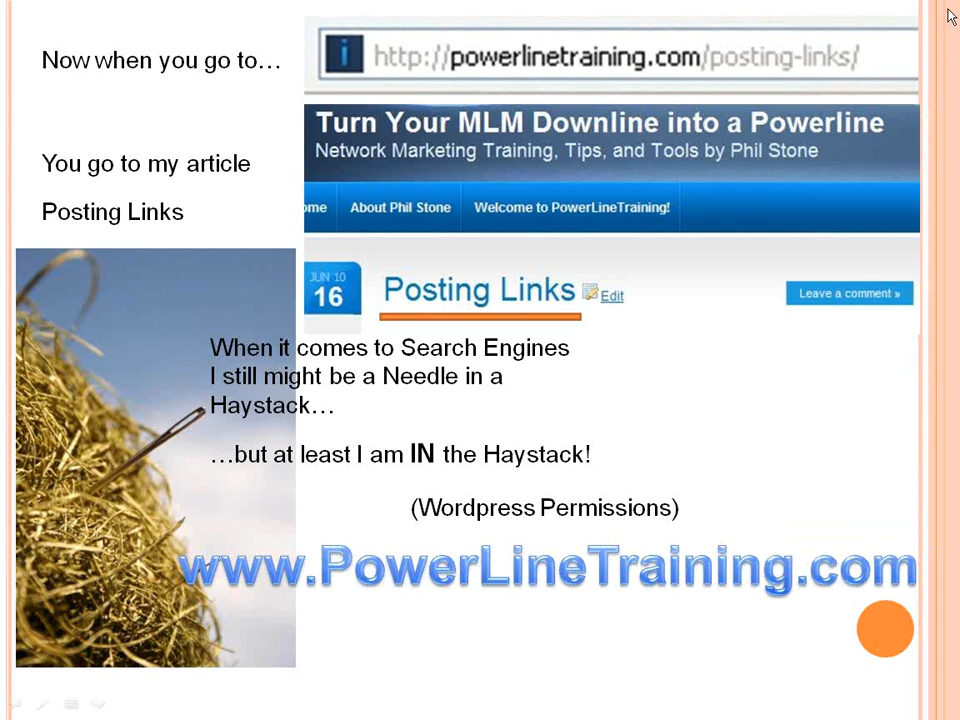 Now when you go to…
http://powerlinetraining.com/posting-links/
Turn Your MLM Downline into a Powerline
Network Marketing Training, Tips, and Tools by Phil Stone
You go to my article
ome About Phil Stone Welcome to PowerLineTraining!
Posting Links
JUN 10
16
Posting Links Edit
Leave a comment »
When it comes to Search Engines
I still might be a Needle in a
Haystack…
…but at least I am IN the Haystack!
(Wordpress Permissions)
www.PowerLineTraining.com